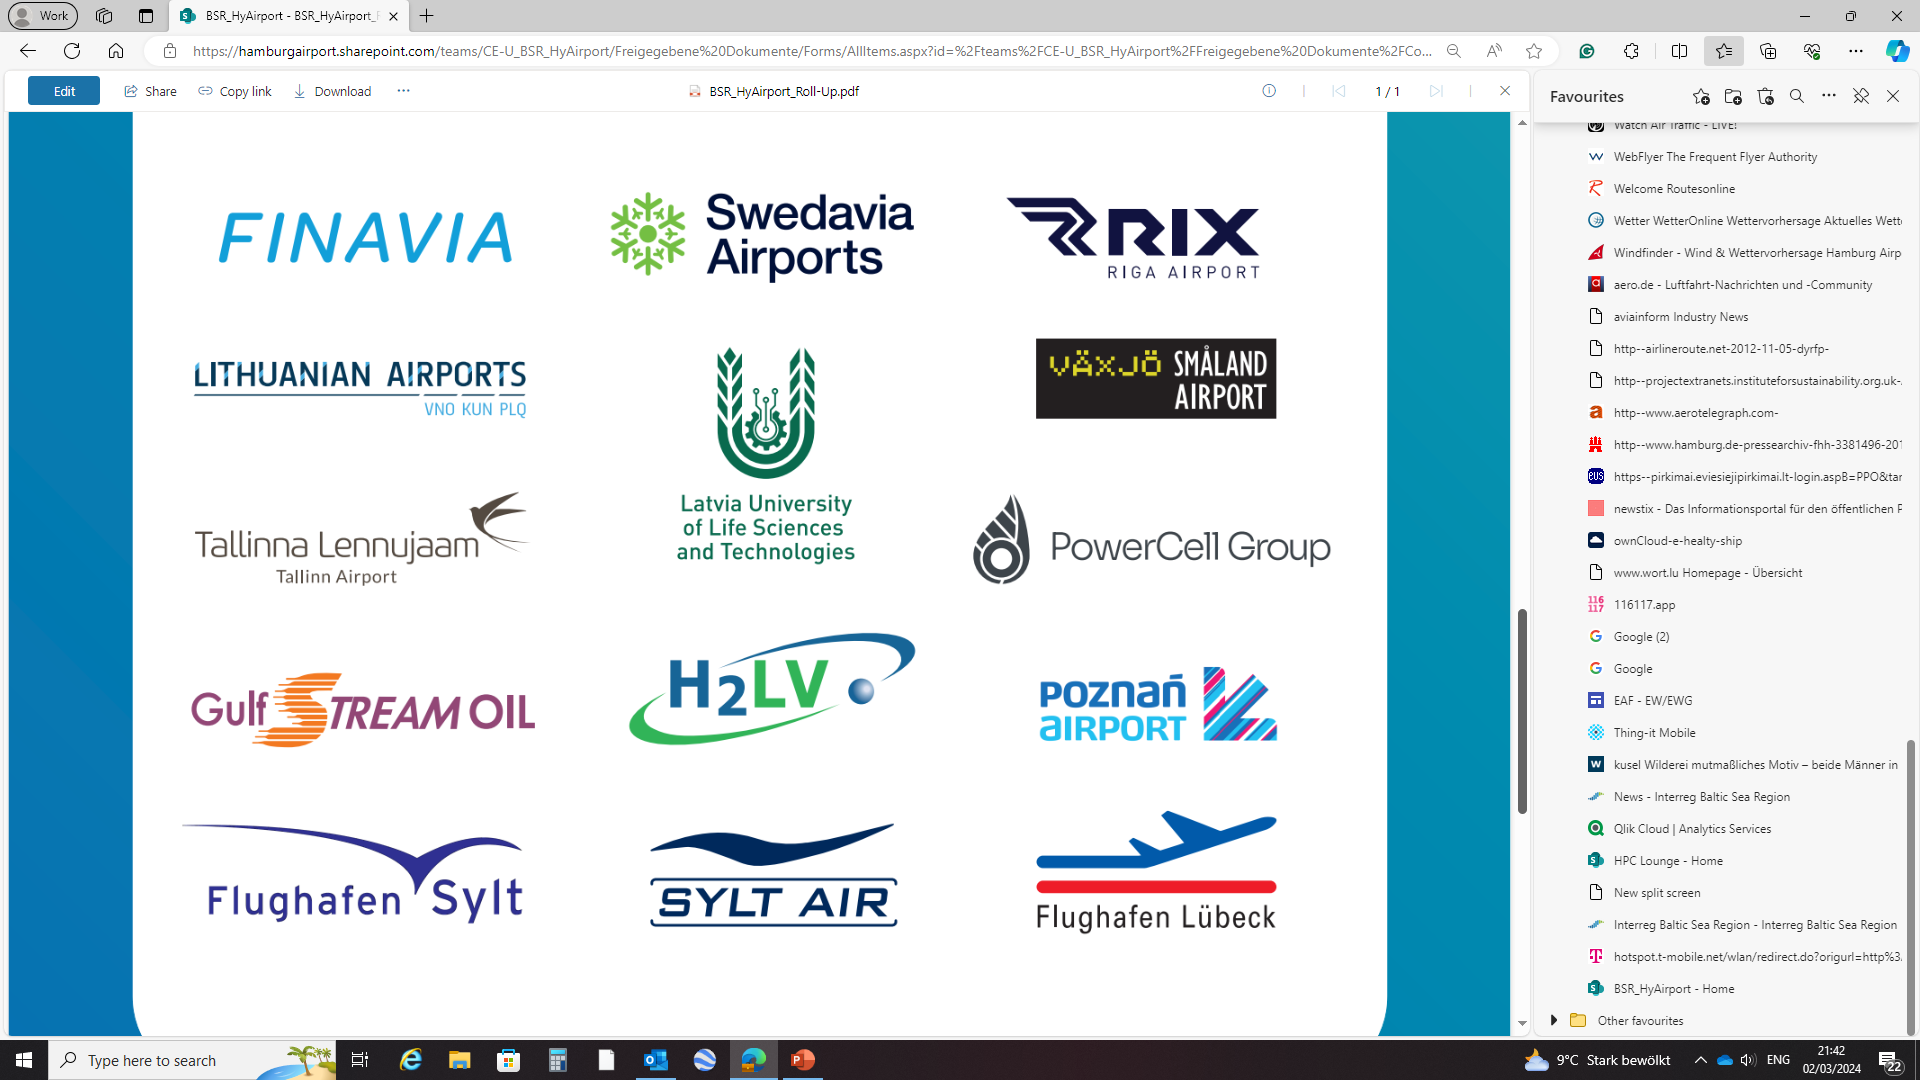 Work
BSR_HyAirport - BSR_HyAirport_R
https://hamburgairport.sharepoint.com/teams/CE-U_BSR_HyAirport/Freigegebene%20Dokumente/Forms/AllItems.aspx?id=%2Fteams%2FCE-U_BSR_HyAirport%2FFreigegebene%20Dokumente%2FCo...
Edit
Share
Copy link
Download
BSR_HyAirport_Roll-Up.pdf
1 / 1
FINAVIA
Swedavia
Airports
RIX
RIGA AIRPORT
LITHUANIAN AIRPORTS
VNO KUN PLQ
VÄXJÖ SMÅLAND
AIRPORT
Latvia University
of Life Sciences
and Technologies
Tallinna Lennujaam
Tallinn Airport
PowerCell Group
Gulf STREAM OIL
H2LV
POZNAŃ
AIRPORT
Flughafen Sylt
SYLT AIR
Flughafen Lübeck
Favourites
Watch Air Traffic - LIVE!
WebFlyer The Frequent Flyer Authority
Welcome Routesonline
Wetter WetterOnline Wettervorhersage Aktuelles Wett
Windfinder - Wind & Wettervorhersage Hamburg Airp
aero.de - Luftfahrt-Nachrichten und -Community
aviainform Industry News
http--airlineroute.net-2012-11-05-dyrfp-
http--projectextranets.instituteforsustainability.org.uk-.
http--www.aerotelegraph.com-
http--www.hamburg.de-pressearchiv-fhh-3381496-201
https--pirkimai.eviesiejipirkimai.lt-login.aspB=PPO&tar
newstix - Das Informationsportal für den öffentlichen P
ownCloud-e-healty-ship
www.wort.lu Homepage - Übersicht
116117.app
Google (2)
Google
EAF - EW/EWG
Thing-it Mobile
kusel Wilderei mutmaßliches Motiv – beide Männer in
News - Interreg Baltic Sea Region
Qlik Cloud | Analytics Services
HPC Lounge - Home
New split screen
Interreg Baltic Sea Region - Interreg Baltic Sea Region
hotspot.t-mobile.net/wlan/redirect.do?origurl=http%3.
BSR_HyAirport - Home
Other favourites
Type here to search
9°C Stark bewölkt
ENG
21:42
02/03/2024
22